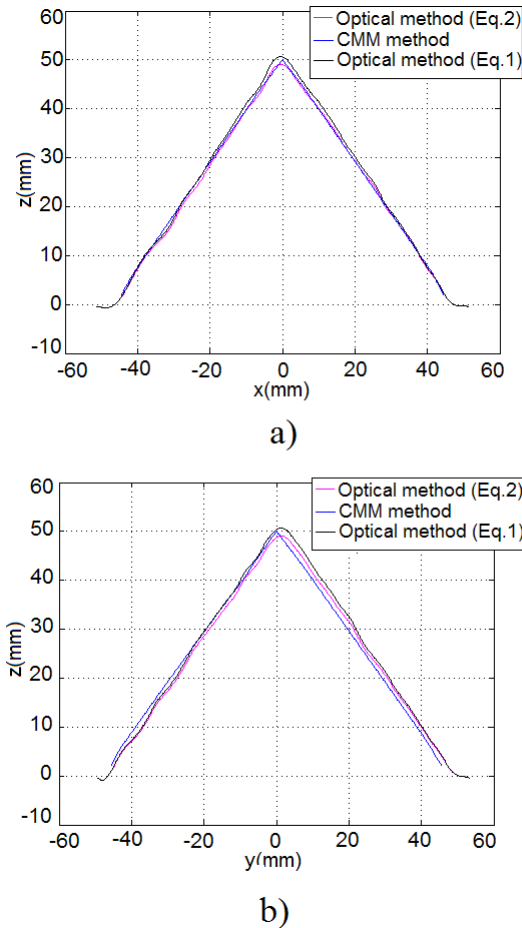 60
50
40
30
20
10
0
-10
z(mm)
Optical method (Eq.2)
CMM method
Optical method (Eq.1)
-60 -40 -20 0 20 40 60
x(mm)
a)
60
50
40
30
20
10
0
-10
z(mm)
Optical method (Eq.2)
CMM method
Optical method (Eq.1)
-60 -40 -20 0 20 40 60
y(mm)
b)